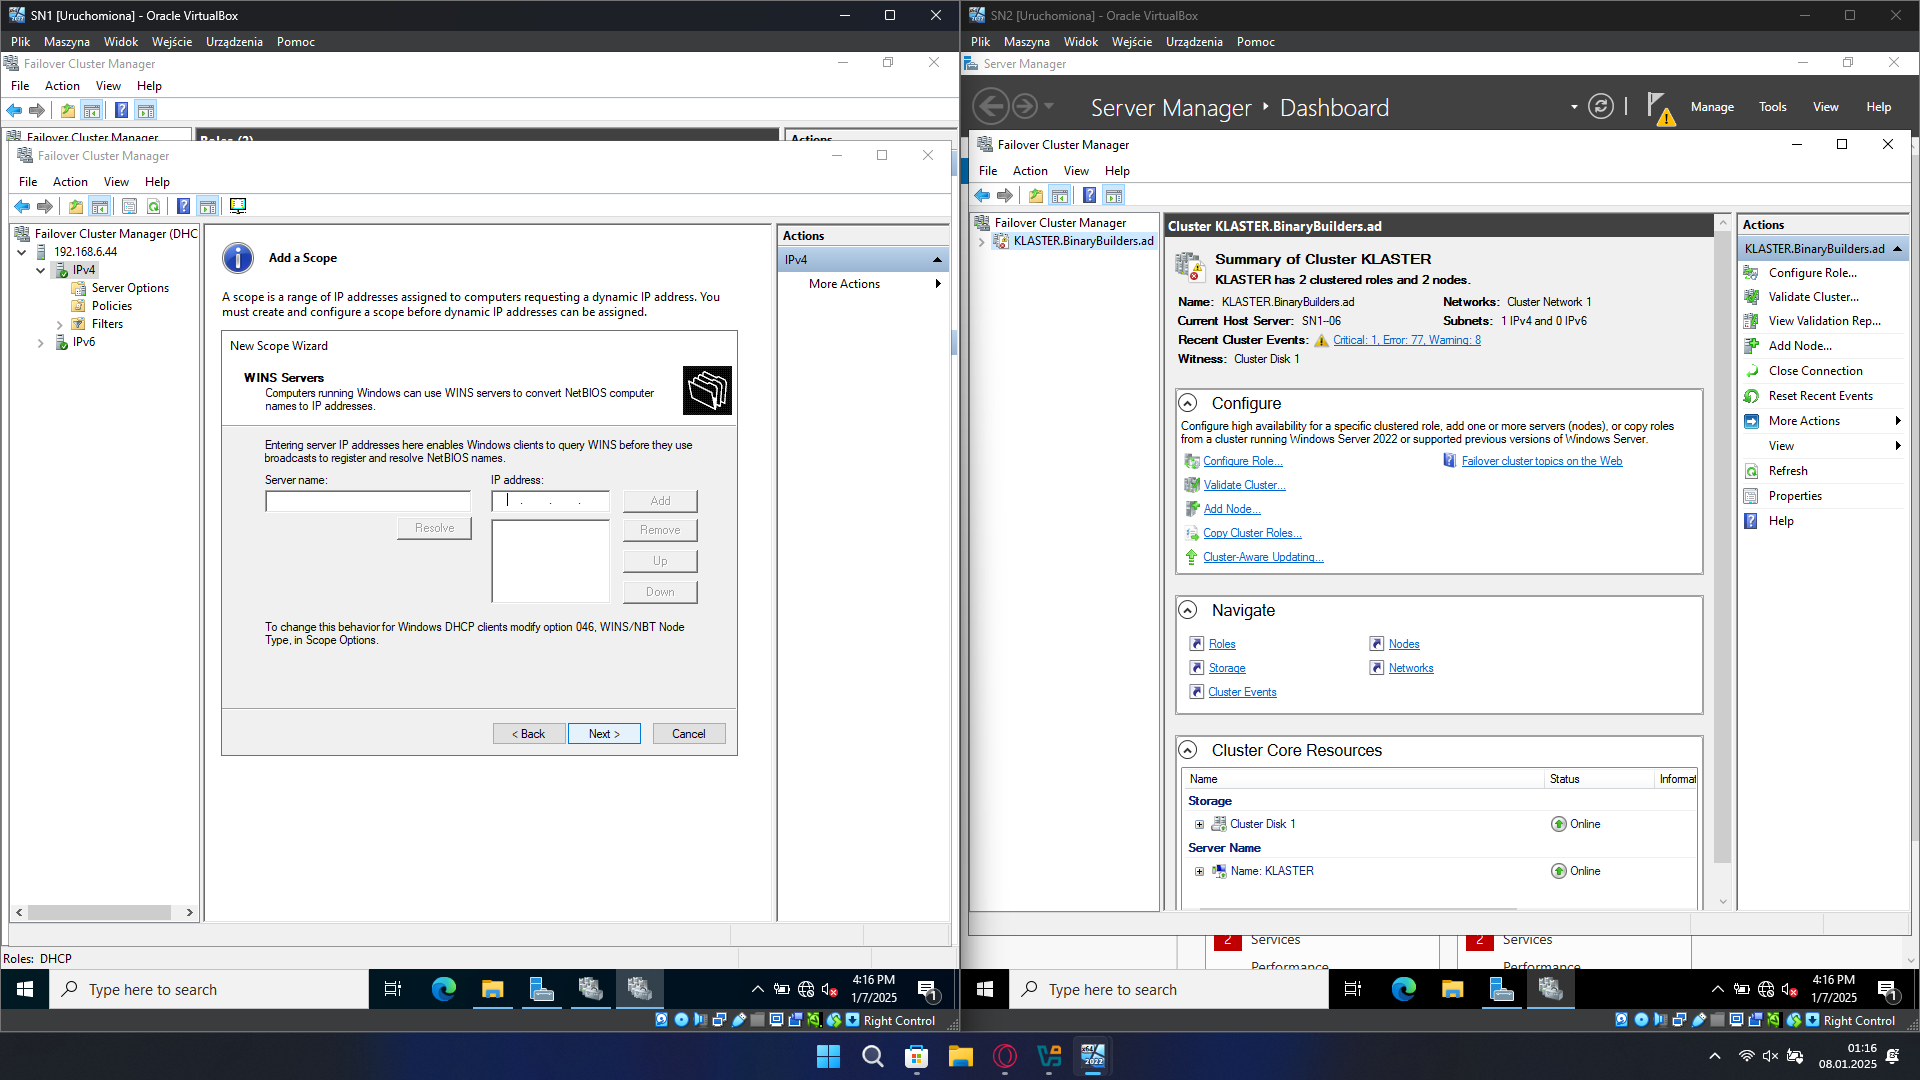 SN1 [Uruchomiona] - Oracle VirtualBox
Plik Maszyna Widok Wejście Urządzenia Pomoc
Failover Cluster Manager
File Action View Help
Failover Cluster Manager
Roles (2)
Actions
Failover Cluster Manager
File Action View Help
Failover Cluster Manager (DHC
192.168.6.44
IPv4
Server Options
Policies
Filters
IPv6
Add a Scope
A scope is a range of IP addresses assigned to computers requesting a dynamic IP address. You
must create and configure a scope before dynamic IP addresses can be assigned.
New Scope Wizard
WINS Servers
Computers running Windows can use WINS servers to convert NetBIOS computer
names to IP addresses.
Entering server IP addresses here enables Windows clients to query WINS before they use
broadcasts to register and resolve NetBIOS names.
Server name:
IP address:
. . .
Add
Resolve
Remove
Up
Down
To change this behavior for Windows DHCP clients modify option 046, WINS/NBT Node
Type, in Scope Options.
< Back
Next >
Cancel
Actions
IPv4
More Actions
Roles: DHCP
Type here to search
4:16 PM
1/7/2025
1
Right Control
SN2 [Uruchomiona] - Oracle VirtualBox
Plik Maszyna Widok Wejście Urządzenia Pomoc
Server Manager
Server Manager Dashboard
Manage Tools View Help
Failover Cluster Manager
File Action View Help
Failover Cluster Manager
KLASTER.BinaryBuilders.ad
Cluster KLASTER.BinaryBuilders.ad
Summary of Cluster KLASTER
KLASTER has 2 clustered roles and 2 nodes.
Name: KLASTER.BinaryBuilders.ad
Networks: Cluster Network 1
Current Host Server: SN1--06
Subnets: 1 IPv4 and 0 IPv6
Recent Cluster Events: Critical: 1, Error: 77, Warning: 8
Witness: Cluster Disk 1
Configure
Configure high availability for a specific clustered role, add one or more servers (nodes), or copy roles
from a cluster running Windows Server 2022 or supported previous versions of Windows Server.
Configure Role...
Failover cluster topics on the Web
Validate Cluster...
Add Node...
Copy Cluster Roles...
Cluster-Aware Updating...
Navigate
Roles
Nodes
Storage
Networks
Cluster Events
Cluster Core Resources
Name Status Informat
Storage
Cluster Disk 1 Online
Server Name
Name: KLASTER Online
Actions
KLASTER.BinaryBuilders.ad
Configure Role...
Validate Cluster...
View Validation Rep...
Add Node...
Close Connection
Reset Recent Events
More Actions
View
Refresh
Properties
Help
2 Services
Performance
2 Services
Performance
Type here to search
4:16 PM
1/7/2025
1
Right Control
01:16
08.01.2025